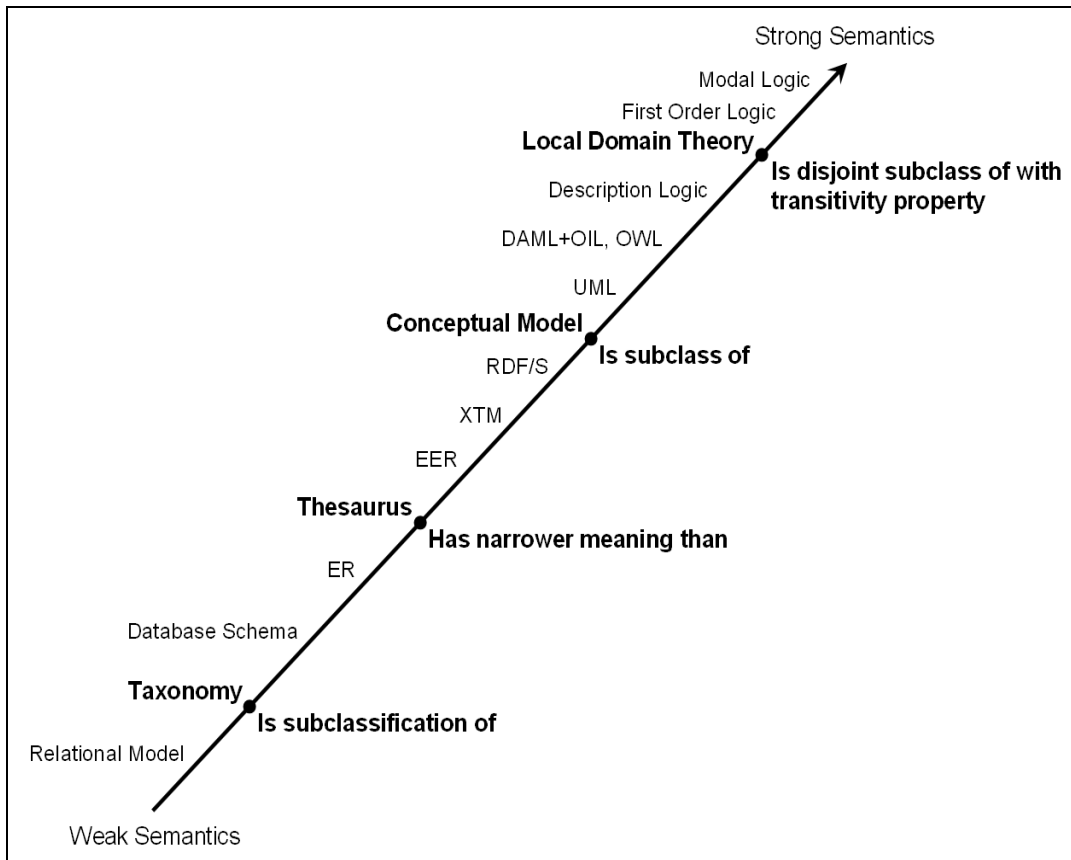 Strong Semantics
Modal Logic
First Order Logic
Local Domain Theory
Is disjoint subclass of with
transitivity property
Description Logic
DAML+OIL, OWL
UML
Conceptual Model
Is subclass of
RDF/S
XTM
EER
Thesaurus
Has narrower meaning than
ER
Database Schema
Taxonomy
Is subclassification of
Relational Model
Weak Semantics